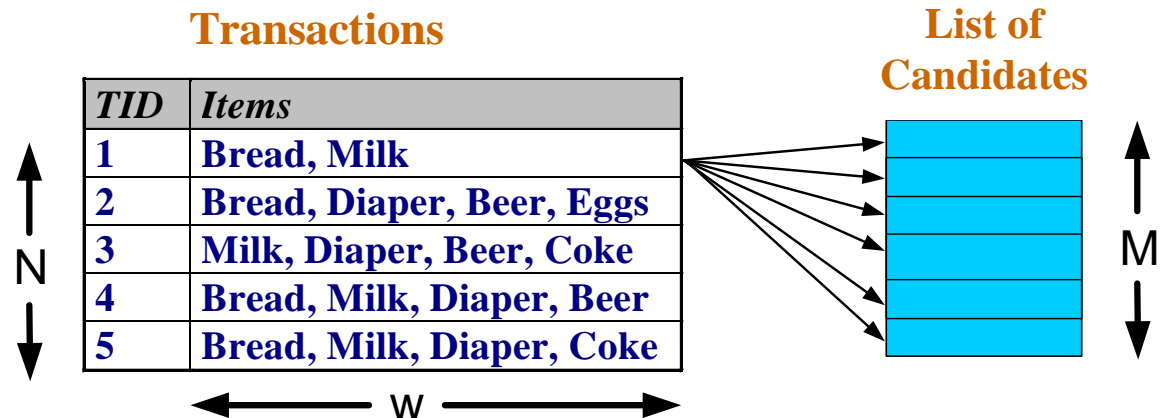 Transactions
List of
Candidates
TID Items
1 Bread, Milk
2 Bread, Diaper, Beer, Eggs
3 Milk, Diaper, Beer, Coke
4 Bread, Milk, Diaper, Beer
5 Bread, Milk, Diaper, Coke
N
M
w